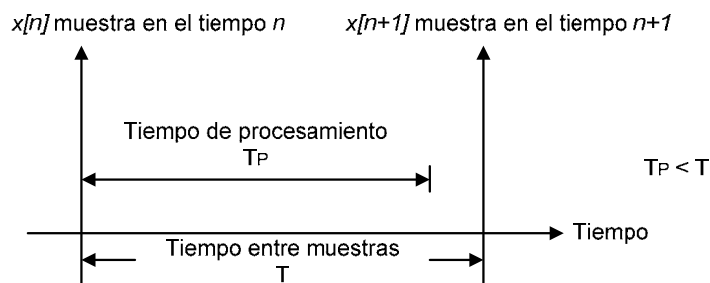 x[n] muestra en el tiempo n
x[n+1] muestra en el tiempo n+1
Tiempo de procesamiento
TP
TP < T
Tiempo
Tiempo entre muestras
T